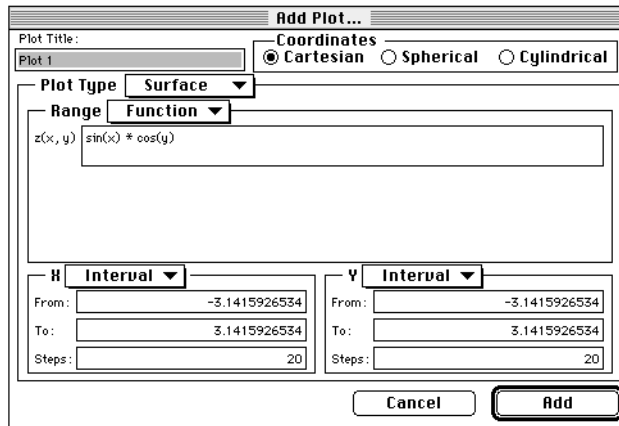 Add Plot...
Plot Title:
Plot 1
Coordinates
Cartesian Spherical Cylindrical
Plot Type Surface
Range Function
z(x, y) sin(x) * cos(y)
X Interval
From: -3.1415926534
To: 3.1415926534
Steps: 20
Y Interval
From: -3.1415926534
To: 3.1415926534
Steps: 20
Cancel Add